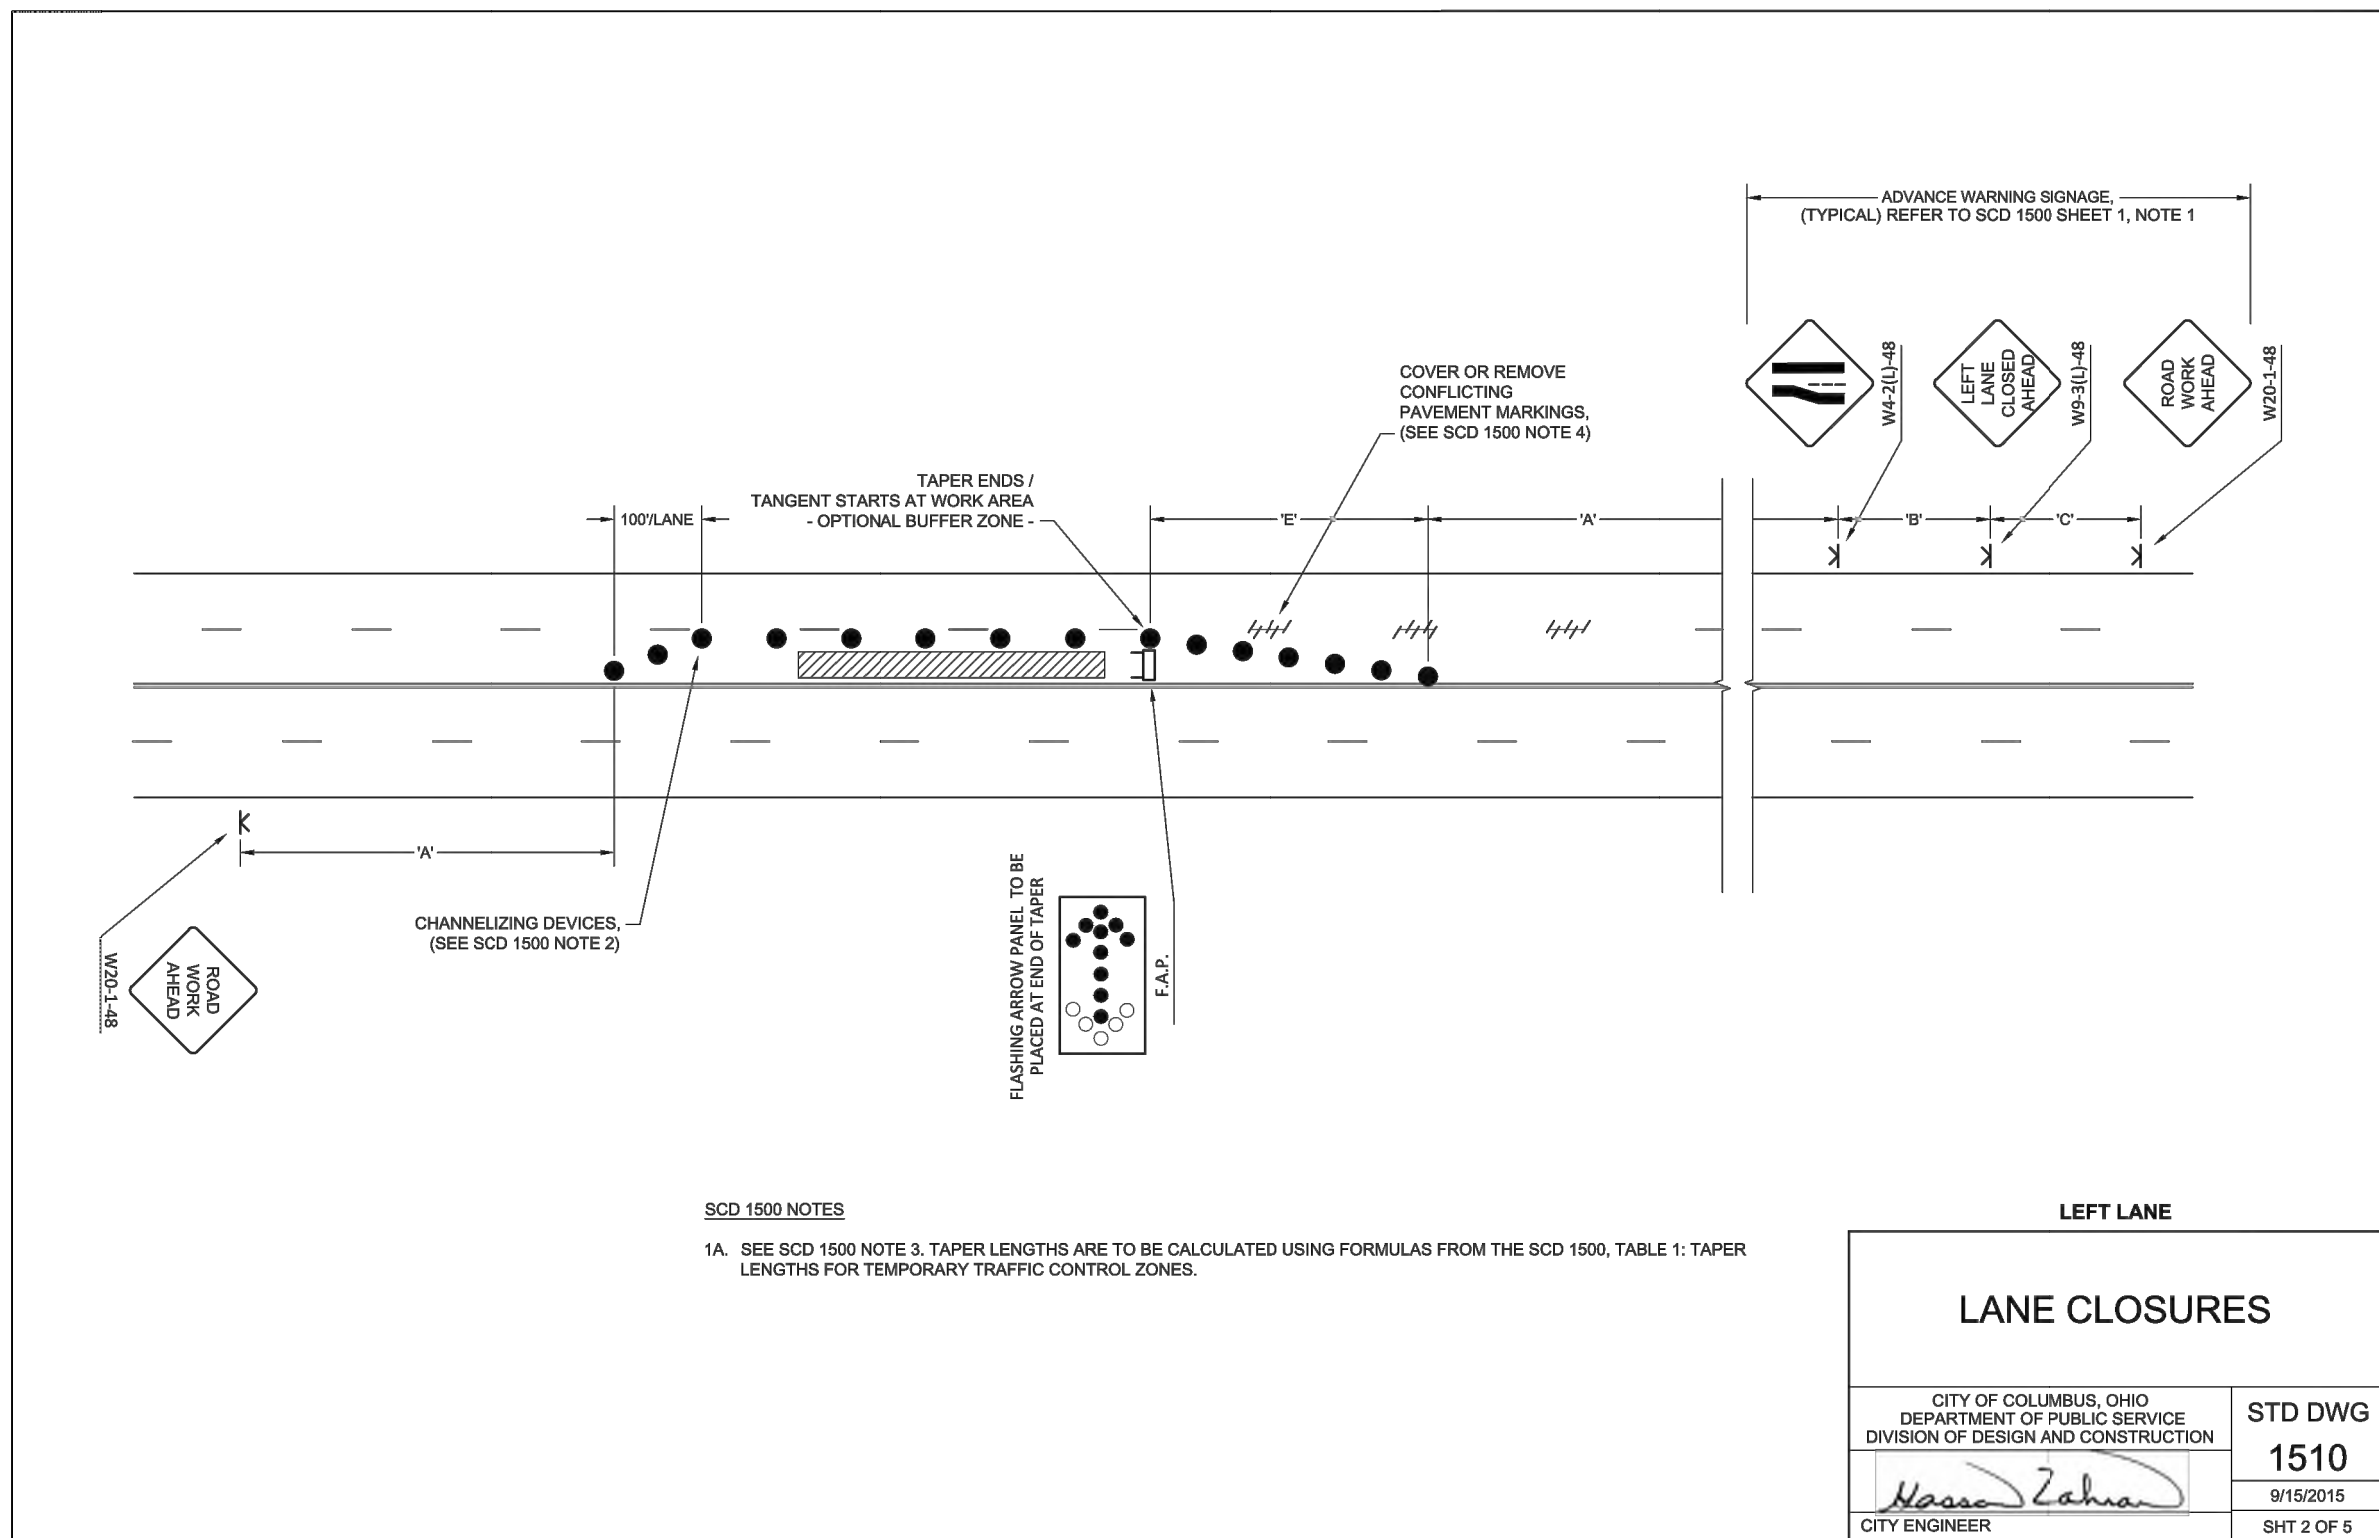 ADVANCE WARNING SIGNAGE,
(TYPICAL) REFER TO SCD 1500 SHEET 1, NOTE 1
W4-2(L)-48
LEFT
LANE
CLOSED
AHEAD
W9-3(L)-48
ROAD
WORK
AHEAD
W20-1-48
COVER OR REMOVE
CONFLICTING
PAVEMENT MARKINGS,
(SEE SCD 1500 NOTE 4)
TAPER ENDS /
TANGENT STARTS AT WORK AREA
- OPTIONAL BUFFER ZONE -
100'/LANE
'E'
'A'
'B'
'C'
'A'
CHANNELIZING DEVICES,
(SEE SCD 1500 NOTE 2)
W20-1-48
ROAD
WORK
AHEAD
FLASHING ARROW PANEL TO BE
PLACED AT END OF TAPER
F.A.P.
SCD 1500 NOTES
1A. SEE SCD 1500 NOTE 3. TAPER LENGTHS ARE TO BE CALCULATED USING FORMULAS FROM THE SCD 1500, TABLE 1: TAPER
LENGTHS FOR TEMPORARY TRAFFIC CONTROL ZONES.
LEFT LANE
LANE CLOSURES
CITY OF COLUMBUS, OHIO
DEPARTMENT OF PUBLIC SERVICE
DIVISION OF DESIGN AND CONSTRUCTION
Hassan Zahran
CITY ENGINEER
STD DWG
1510
9/15/2015
SHT 2 OF 5